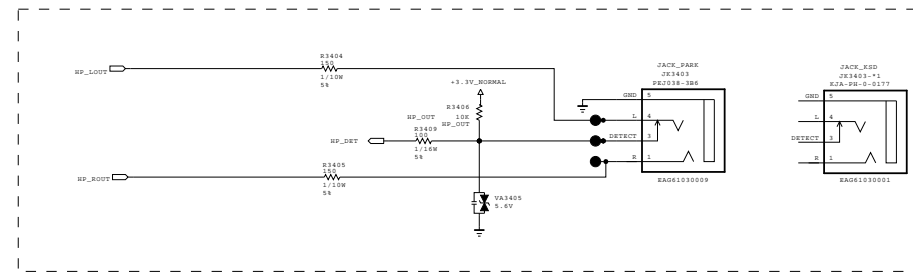 HP_LOUT
R3404
150
1/10W
5%
+3.3V_NORMAL
R3406
10K
HP_OUT
HP_OUT
R3409
100
1/16W
5%
HP_DET
HP_ROUT
R3405
150
1/10W
5%
VA3405
5.6V
JACK_PARK
JK3403
PEJ038-3B6
GND 5
L 4
DETECT 3
R 1
EAG61030009
JACK_KSD
JK3403-*1
KJA-PH-0-0177
GND 5
L 4
DETECT 3
R 1
EAG61030001